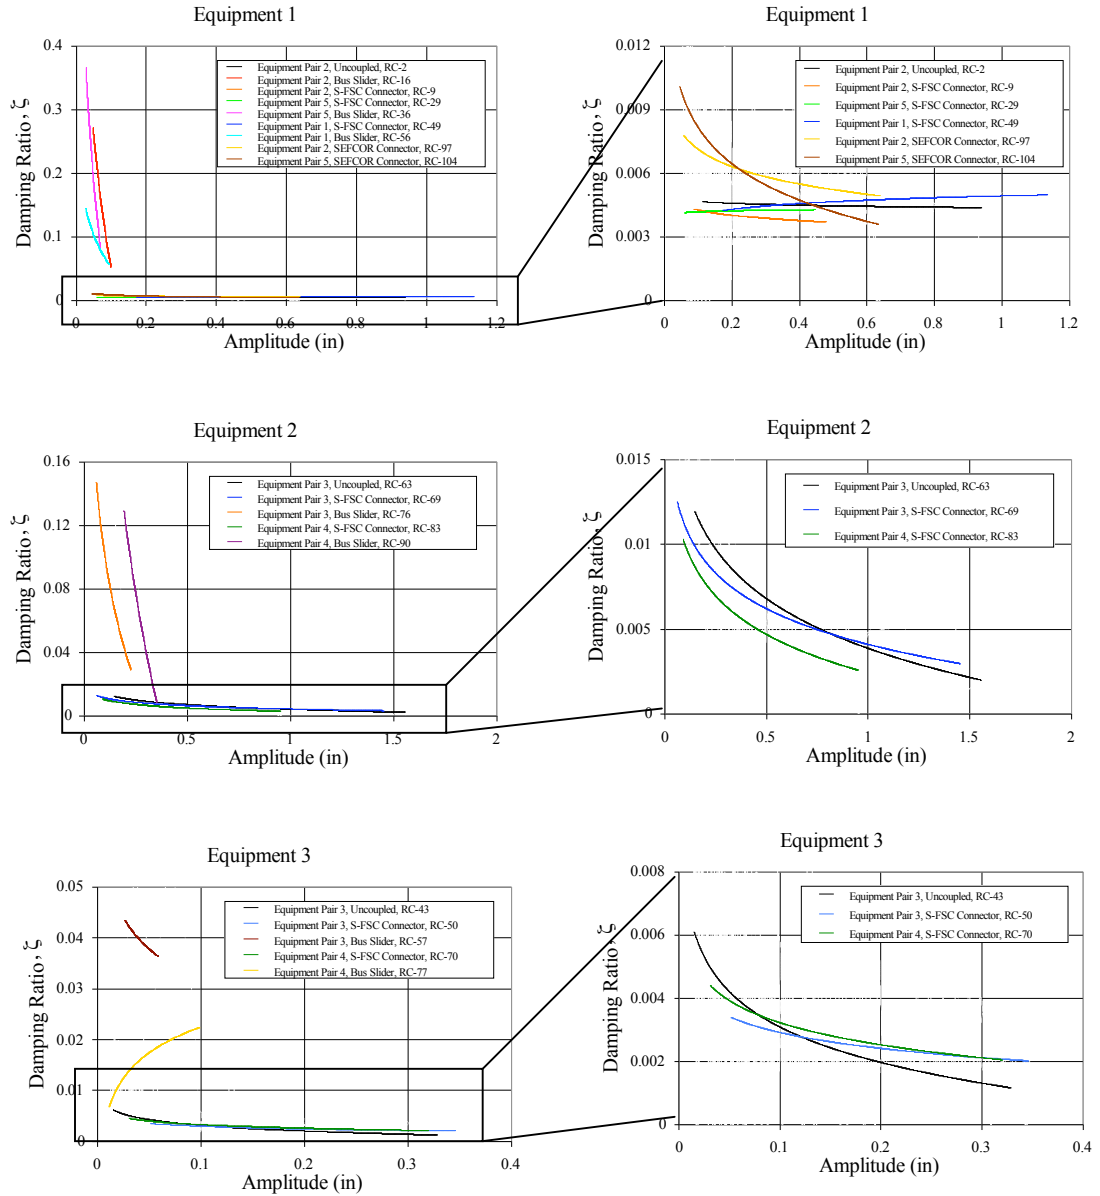 Equipment 1
0.4
0.3
0.2
0.1
0
Damping Ratio, ζ
Equipment Pair 2, Uncoupled, RC-2
Equipment Pair 2, Bus Slider, RC-16
Equipment Pair 2, S-FSC Connector, RC-9
Equipment Pair 5, S-FSC Connector, RC-29
Equipment Pair 5, Bus Slider, RC-36
Equipment Pair 1, S-FSC Connector, RC-49
Equipment Pair 1, Bus Slider, RC-56
Equipment Pair 2, SEFCOR Connector, RC-97
Equipment Pair 5, SEFCOR Connector, RC-104
0 0.2 0.4 0.6 0.8 1 1.2
Amplitude (in)
Equipment 1
0.012
0.009
0.006
0.003
0
Damping Ratio, ζ
Equipment Pair 2, Uncoupled, RC-2
Equipment Pair 2, S-FSC Connector, RC-9
Equipment Pair 5, S-FSC Connector, RC-29
Equipment Pair 1, S-FSC Connector, RC-49
Equipment Pair 2, SEFCOR Connector, RC-97
Equipment Pair 5, SEFCOR Connector, RC-104
0 0.2 0.4 0.6 0.8 1 1.2
Amplitude (in)
Equipment 2
0.16
0.12
0.08
0.04
0
Damping Ratio, ζ
Equipment Pair 3, Uncoupled, RC-63
Equipment Pair 3, S-FSC Connector, RC-69
Equipment Pair 3, Bus Slider, RC-76
Equipment Pair 4, S-FSC Connector, RC-83
Equipment Pair 4, Bus Slider, RC-90
0 0.5 1 1.5 2
Amplitude (in)
Equipment 2
0.015
0.01
0.005
0
Damping Ratio, ζ
Equipment Pair 3, Uncoupled, RC-63
Equipment Pair 3, S-FSC Connector, RC-69
Equipment Pair 4, S-FSC Connector, RC-83
0 0.5 1 1.5 2
Amplitude (in)
Equipment 3
0.05
0.04
0.03
0.02
0.01
0
Damping Ratio, ζ
Equipment Pair 3, Uncoupled, RC-43
Equipment Pair 3, S-FSC Connector, RC-50
Equipment Pair 3, Bus Slider, RC-57
Equipment Pair 4, S-FSC Connector, RC-70
Equipment Pair 4, Bus Slider, RC-77
0 0.1 0.2 0.3 0.4
Amplitude (in)
Equipment 3
0.008
0.006
0.004
0.002
0
Damping Ratio, ζ
Equipment Pair 3, Uncoupled, RC-43
Equipment Pair 3, S-FSC Connector, RC-50
Equipment Pair 4, S-FSC Connector, RC-70
0 0.1 0.2 0.3 0.4
Amplitude (in)